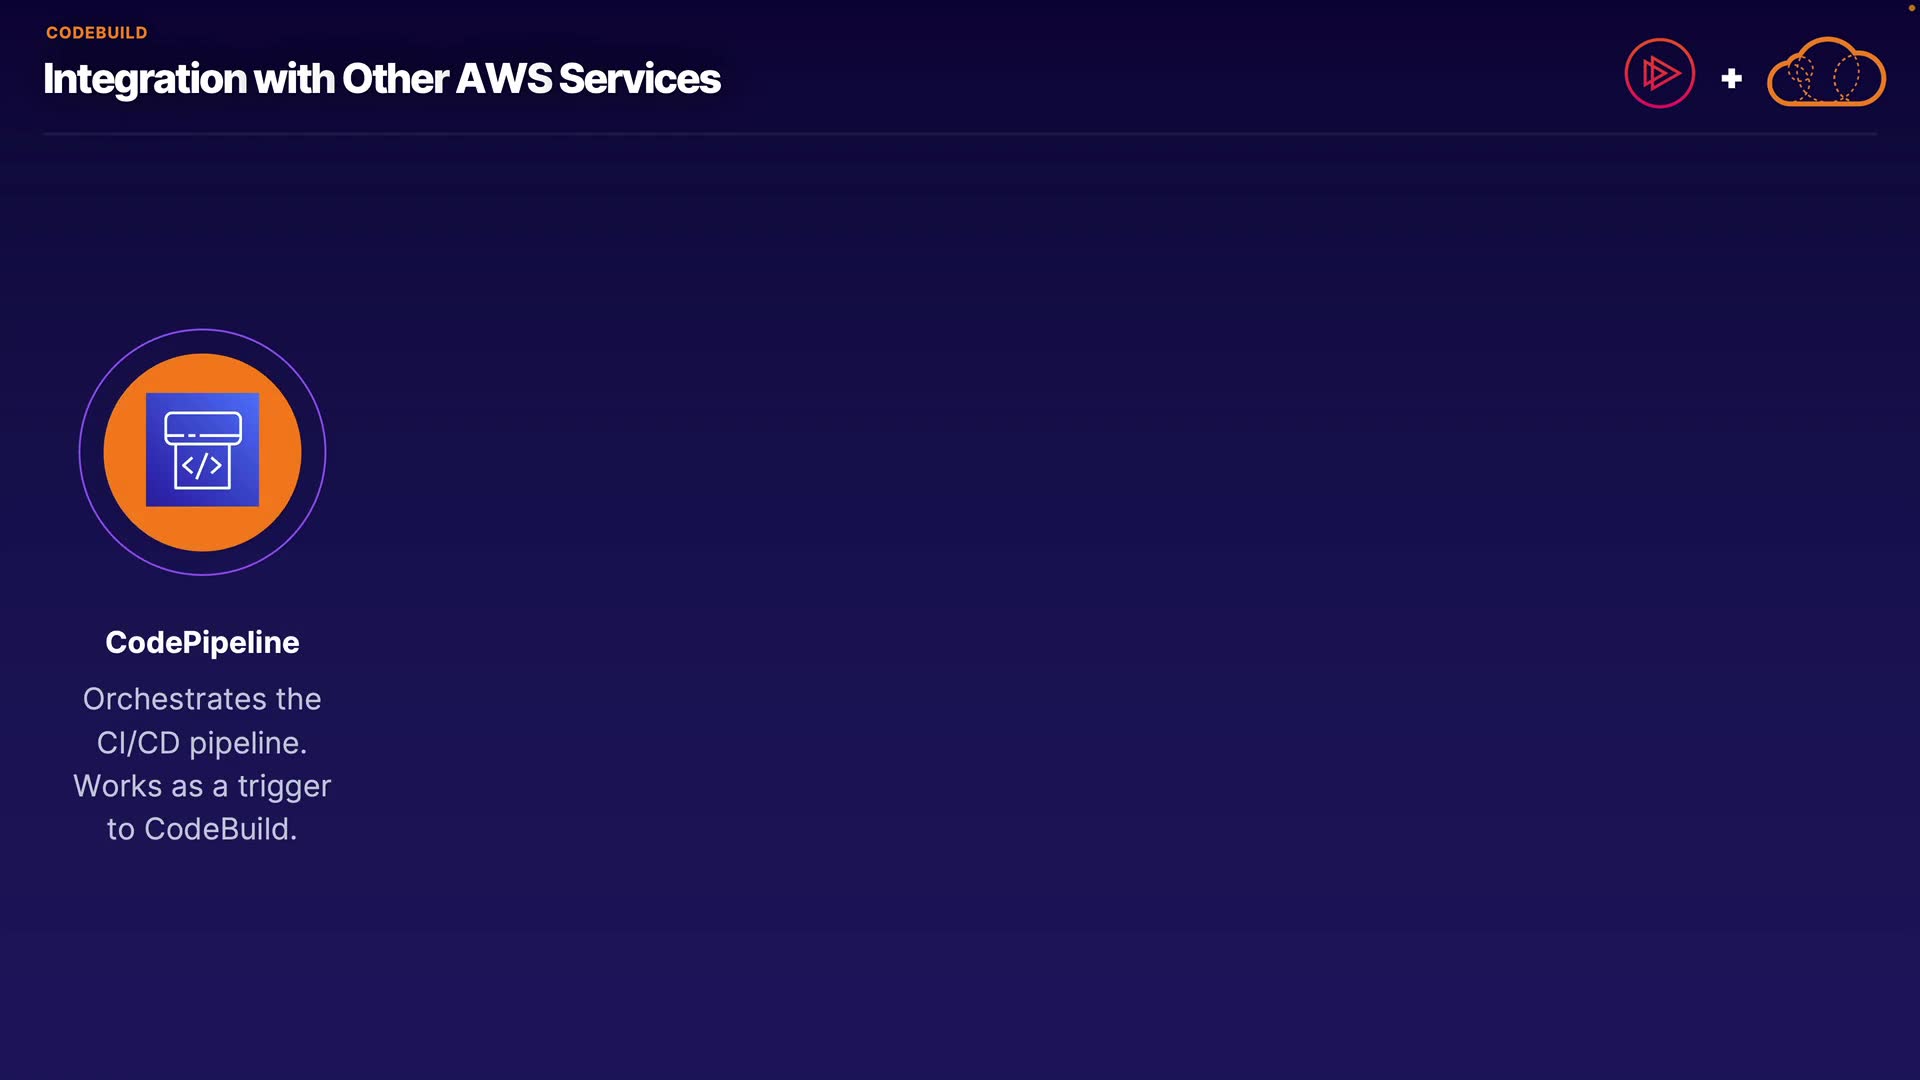 CODEBUILD
Integration with Other AWS Services
+
</>
CodePipeline
Orchestrates the
CI/CD pipeline.
Works as a trigger
to CodeBuild.